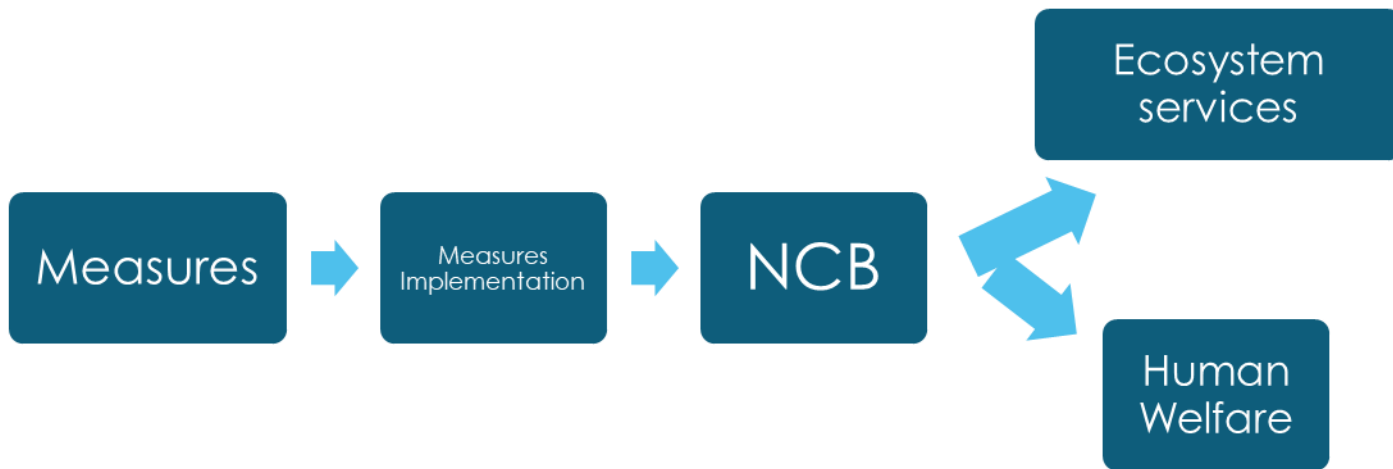 Measures
Measures
Implementation
NCB
Ecosystem
services
Human
Welfare